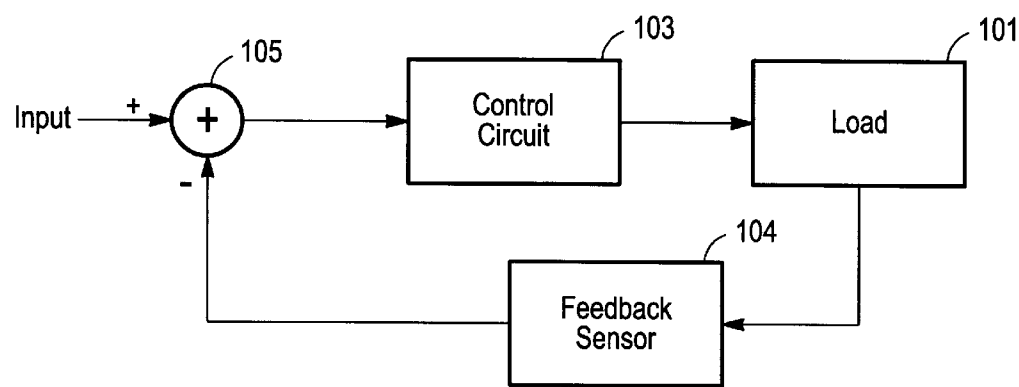 105
103
101
Input
+
+
Control
Circuit
Load
-
104
Feedback
Sensor